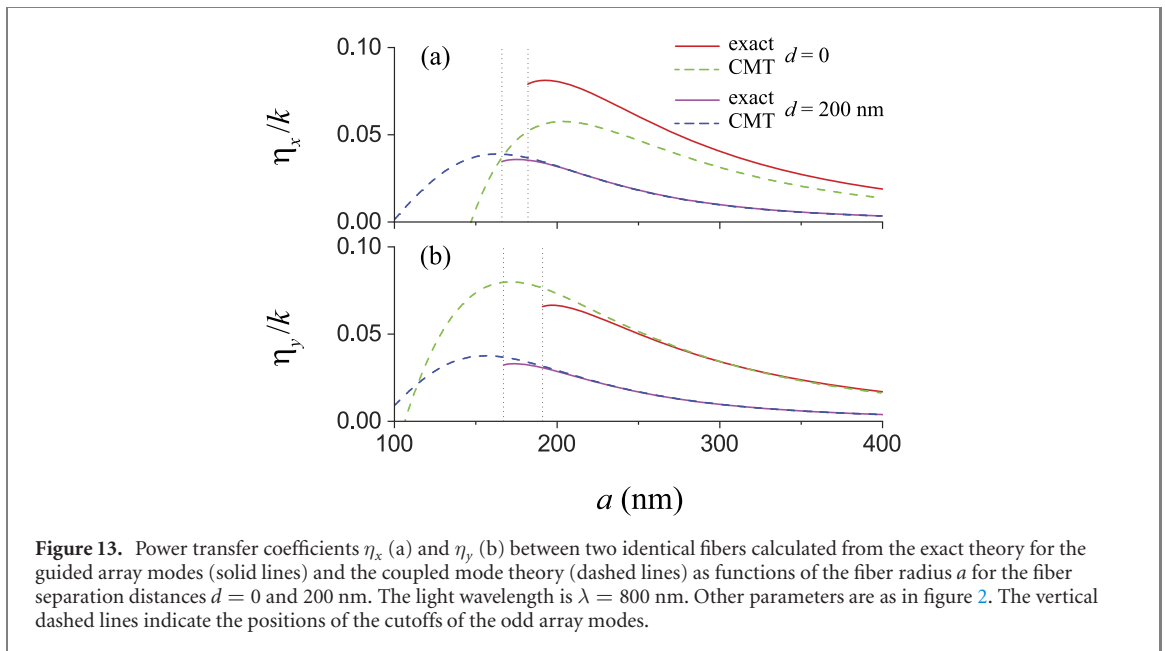 0.10
(a)
exact
CMT
d = 0
exact
CMT
d = 200 nm
0.05
ηx/k
0.00
0.10
(b)
0.05
ηy/k
0.00
100 200 300 400
a (nm)
Figure 13. Power transfer coefficients ηx (a) and ηy (b) between two identical fibers calculated from the exact theory for the
guided array modes (solid lines) and the coupled mode theory (dashed lines) as functions of the fiber radius a for the fiber
separation distances d = 0 and 200 nm. The light wavelength is λ = 800 nm. Other parameters are as in figure 2. The vertical
dashed lines indicate the positions of the cutoffs of the odd array modes.